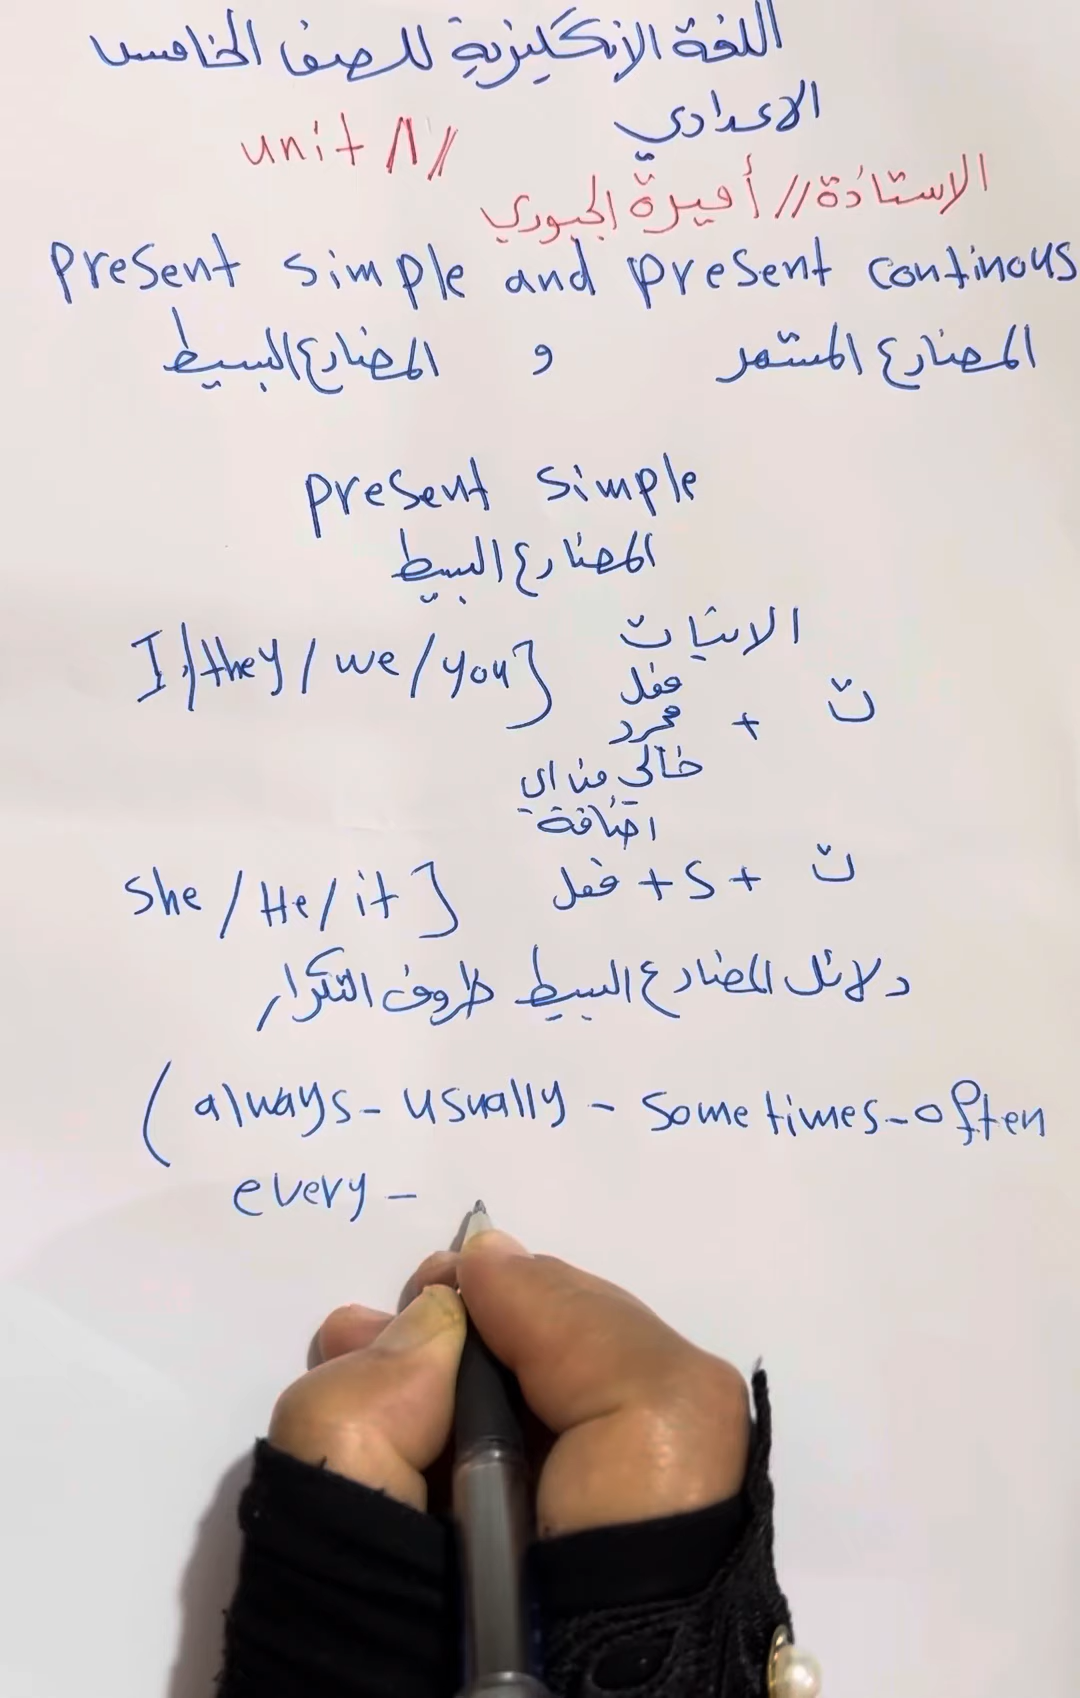 اللغة الانكليزية للصف الخامس
الاعدادي
unit /1//
الاستاذة // أميرة الجبوري
Present simple and present continous
المضارع المستمر و المضارع البسيط
present simple
المضارع البسيط
الاثبات
I / they / we / you } فعل
مجرد + ت
خالي من اي
اضافة
she / He / it ] فعل + s + ت
دلائل المضارع البسيط ظروف التكرار
( always - usually - some times - often
every -